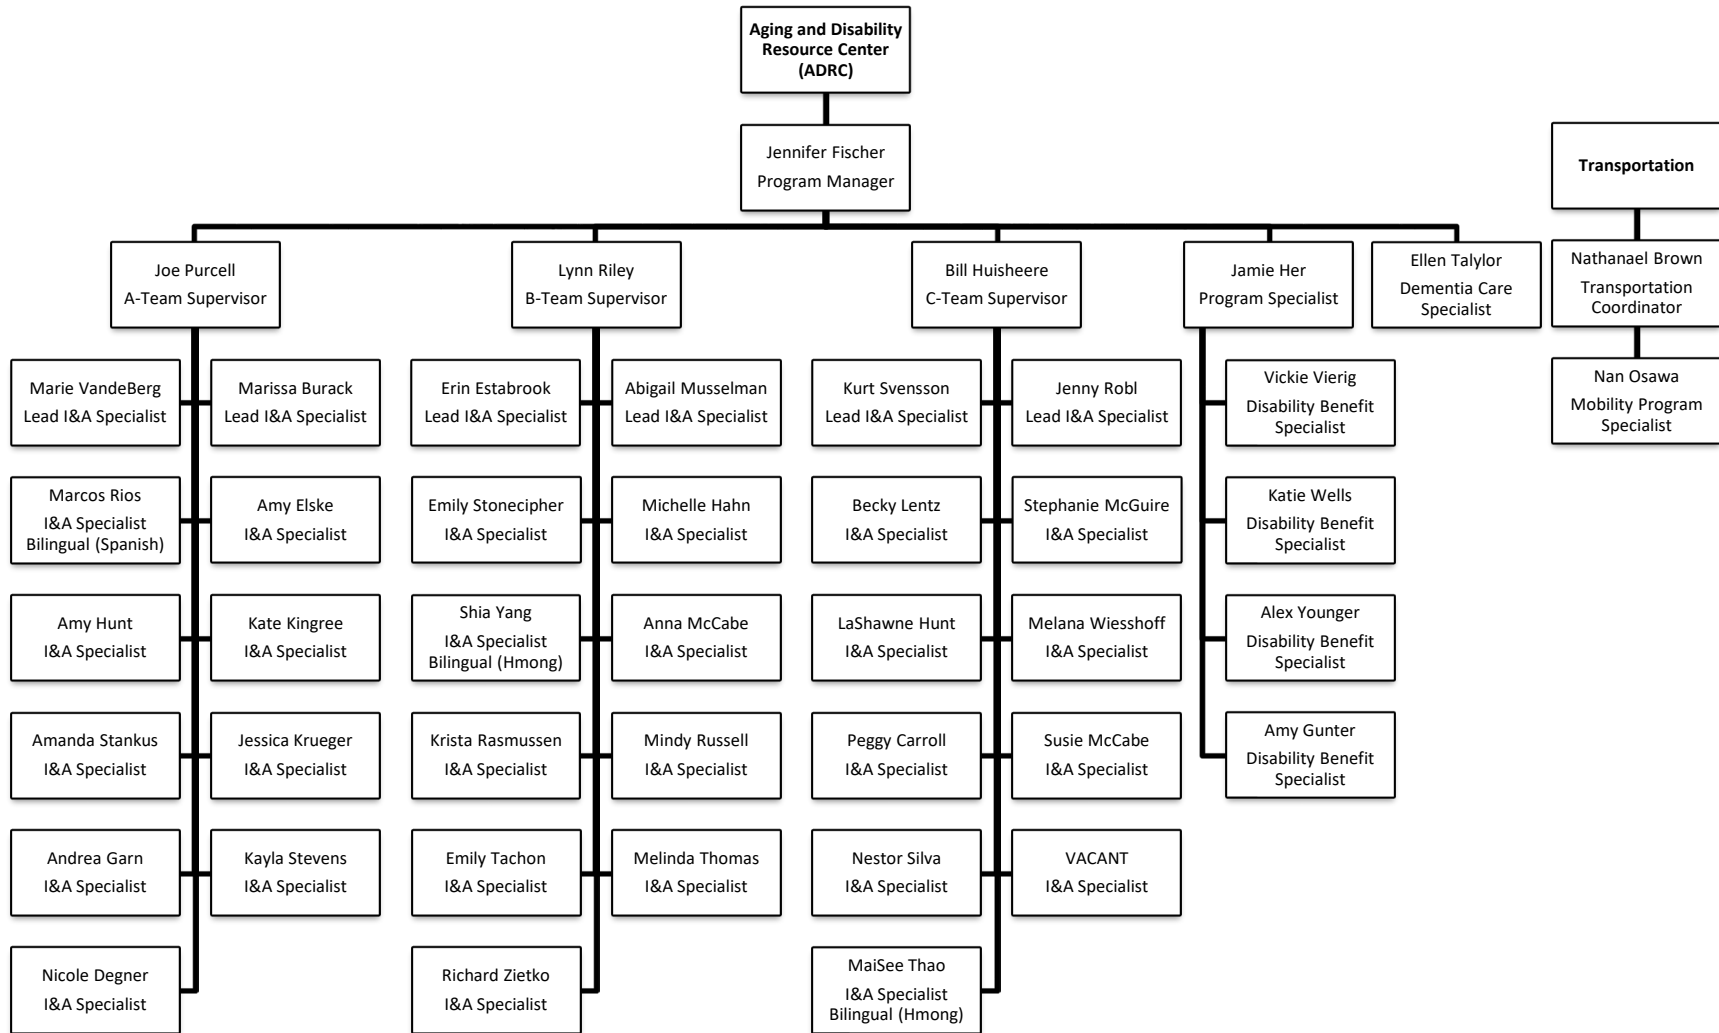 Aging and Disability
Resource Center
(ADRC)
Jennifer Fischer
Program Manager
Transportation
Joe Purcell
A-Team Supervisor
Lynn Riley
B-Team Supervisor
Bill Huisheere
C-Team Supervisor
Jamie Her
Program Specialist
Ellen Talylor
Dementia Care
Specialist
Nathanael Brown
Transportation
Coordinator
Marie VandeBerg
Lead I&A Specialist
Marissa Burack
Lead I&A Specialist
Erin Estabrook
Lead I&A Specialist
Abigail Musselman
Lead I&A Specialist
Kurt Svensson
Lead I&A Specialist
Jenny Robl
Lead I&A Specialist
Vickie Vierig
Disability Benefit
Specialist
Nan Osawa
Mobility Program
Specialist
Marcos Rios
I&A Specialist
Bilingual (Spanish)
Amy Elske
I&A Specialist
Emily Stonecipher
I&A Specialist
Michelle Hahn
I&A Specialist
Becky Lentz
I&A Specialist
Stephanie McGuire
I&A Specialist
Katie Wells
Disability Benefit
Specialist
Amy Hunt
I&A Specialist
Kate Kingree
I&A Specialist
Shia Yang
I&A Specialist
Bilingual (Hmong)
Anna McCabe
I&A Specialist
LaShawne Hunt
I&A Specialist
Melana Wiesshoff
I&A Specialist
Alex Younger
Disability Benefit
Specialist
Amanda Stankus
I&A Specialist
Jessica Krueger
I&A Specialist
Krista Rasmussen
I&A Specialist
Mindy Russell
I&A Specialist
Peggy Carroll
I&A Specialist
Susie McCabe
I&A Specialist
Amy Gunter
Disability Benefit
Specialist
Andrea Garn
I&A Specialist
Kayla Stevens
I&A Specialist
Emily Tachon
I&A Specialist
Melinda Thomas
I&A Specialist
Nestor Silva
I&A Specialist
VACANT
I&A Specialist
Nicole Degner
I&A Specialist
Richard Zietko
I&A Specialist
MaiSee Thao
I&A Specialist
Bilingual (Hmong)